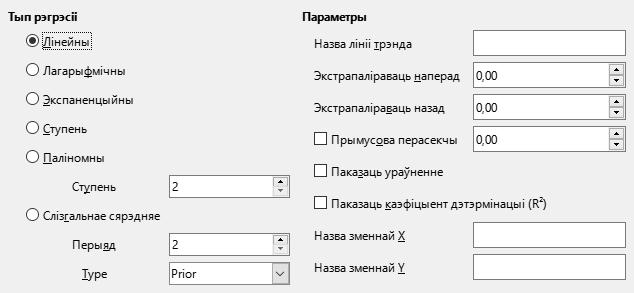 Тып рэгрэсіі
Лінейны
Лагарыфмічны
Экспаненцыйны
Ступень
Паліномны
Ступень 2
Слізгальнае сярэдняе
Перыяд 2
Type Prior
Параметры
Назва лініі трэнда
Экстрапаліраваць наперад 0,00
Экстрапаліраваць назад 0,00
Прымусова перасекчы 0,00
Паказаць ураўненне
Паказаць каэфіцыент дэтэрмінацыі (R²)
Назва зменнай X
Назва зменнай Y